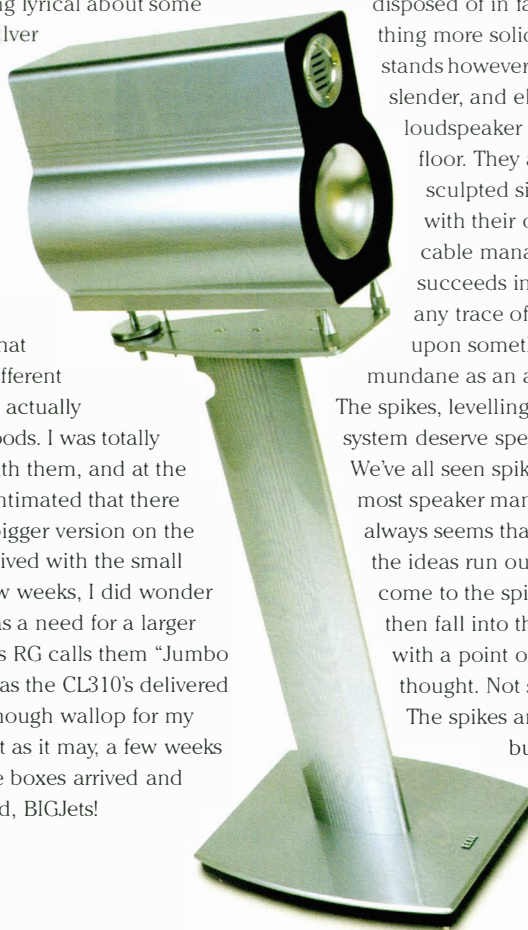 ng lyrical about some
lver
hat
fferent
actually
ods. I was totally
th them, and at the
ntimated that there
bigger version on the
ived with the small
w weeks, I did wonder
as a need for a larger
s RG calls them “Jumbo
as the CL310’s delivered
nough wallop for my
t as it may, a few weeks
e boxes arrived and
d, BIGJets!
disposed of in fa
thing more solid
stands however
slender, and el
loudspeaker
floor. They a
sculpted si
with their o
cable mana
succeeds in
any trace of
upon someth
mundane as an a
The spikes, levelling
system deserve spe
We’ve all seen spik
most speaker man
always seems tha
the ideas run ou
come to the spi
then fall into th
with a point o
thought. Not s
The spikes ar
bu